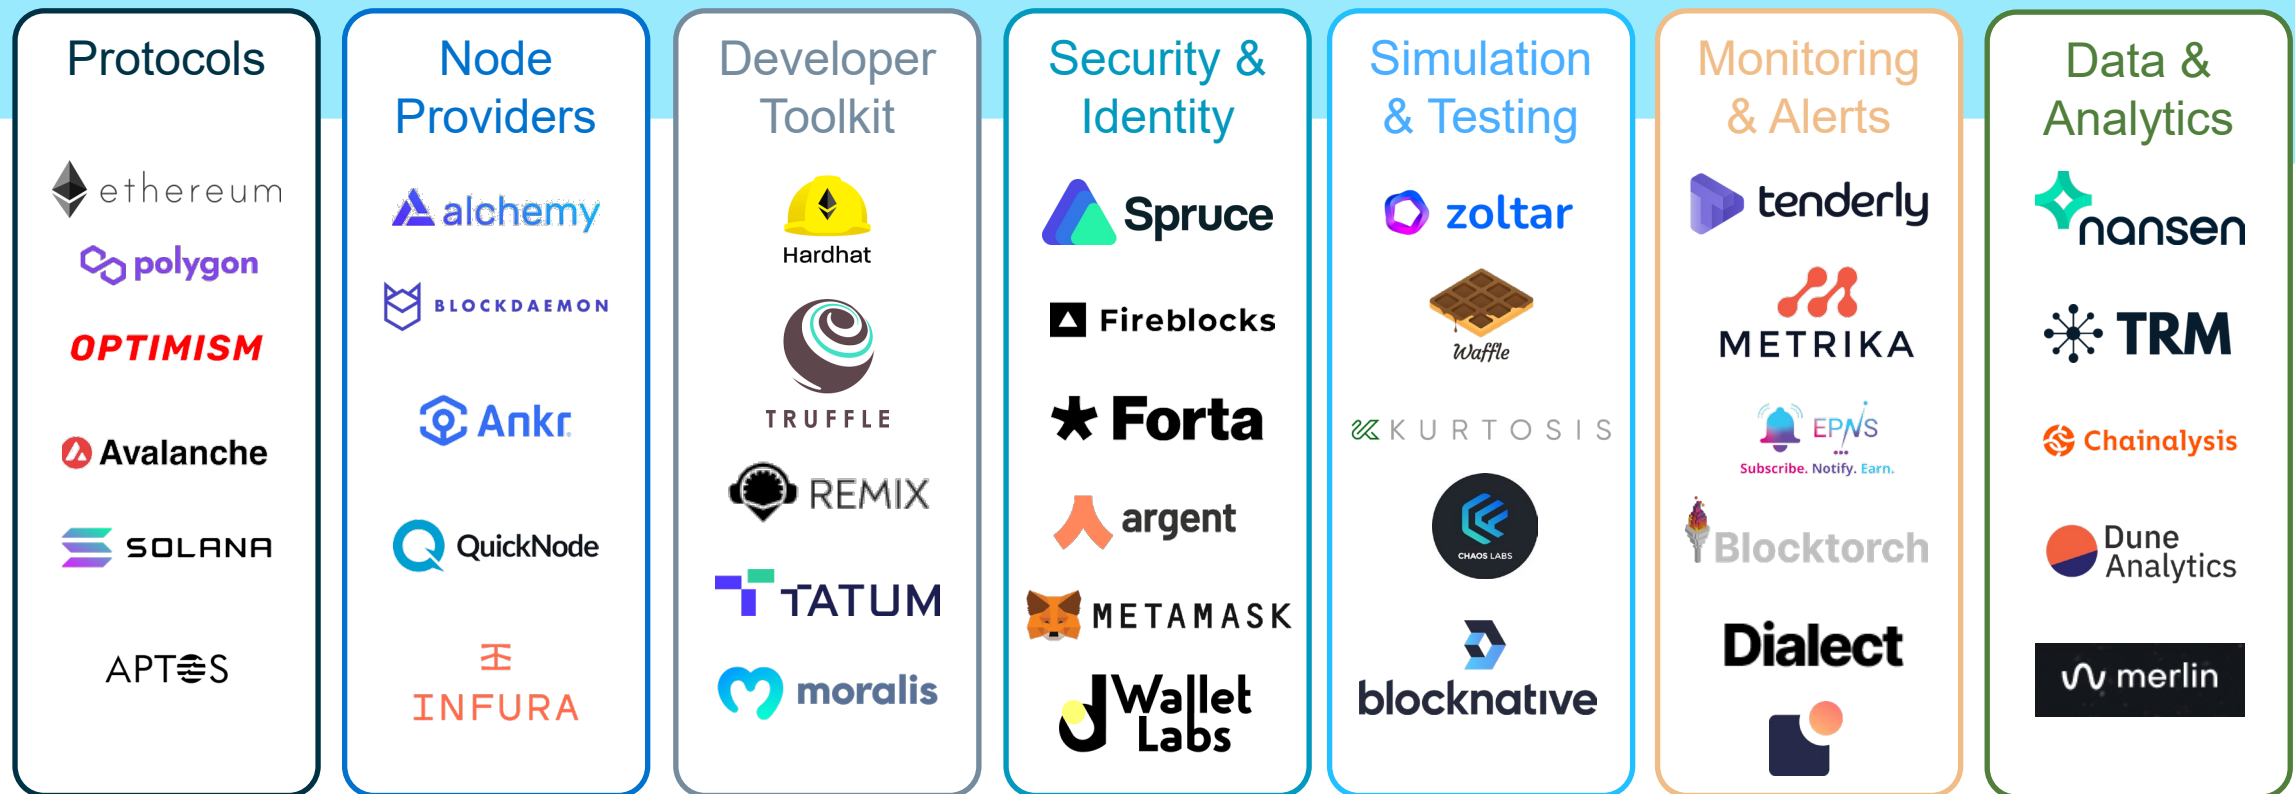 Protocols
ethereum
polygon
OPTIMISM
Avalanche
SOLANA
APTOS
Node
Providers
alchemy
BLOCKDAEMON
Ankr
QuickNode
INFURA
Developer
Toolkit
Hardhat
TRUFFLE
REMIX
TATUM
moralis
Security &
Identity
Spruce
Fireblocks
Forta
argent
METAMASK
dWallet
Labs
Simulation
& Testing
zoltar
Waffle
KURTOSIS
CHAOS LABS
blocknative
Monitoring
& Alerts
tenderly
METRIKA
EPNS
Subscribe. Notify. Earn.
Blocktorch
Dialect
Data &
Analytics
nansen
TRM
Chainalysis
Dune
Analytics
merlin